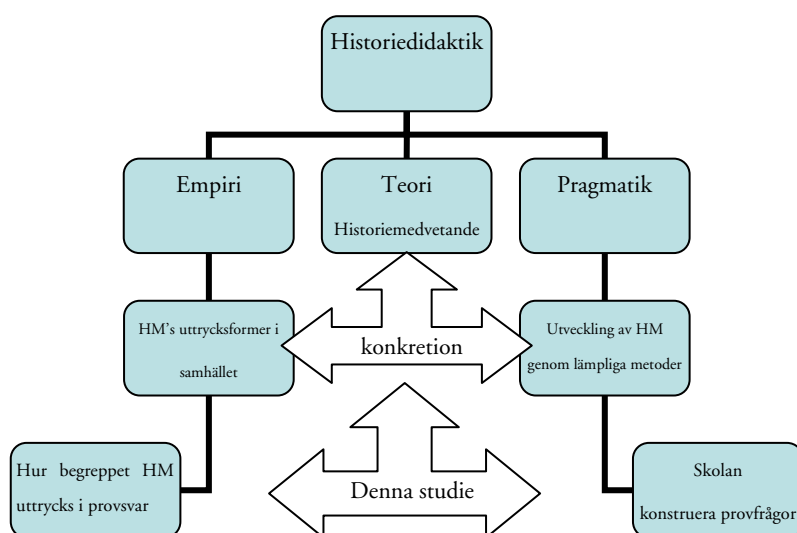 Historiedidaktik
Empiri
Teori
Historiemedvetande
Pragmatik
HM's uttrycksformer i
samhället
konkretion
Utveckling av HM
genom lämpliga metoder
Hur begreppet HM
uttrycks i provsvar
Denna studie
Skolan
konstruera provfrågor